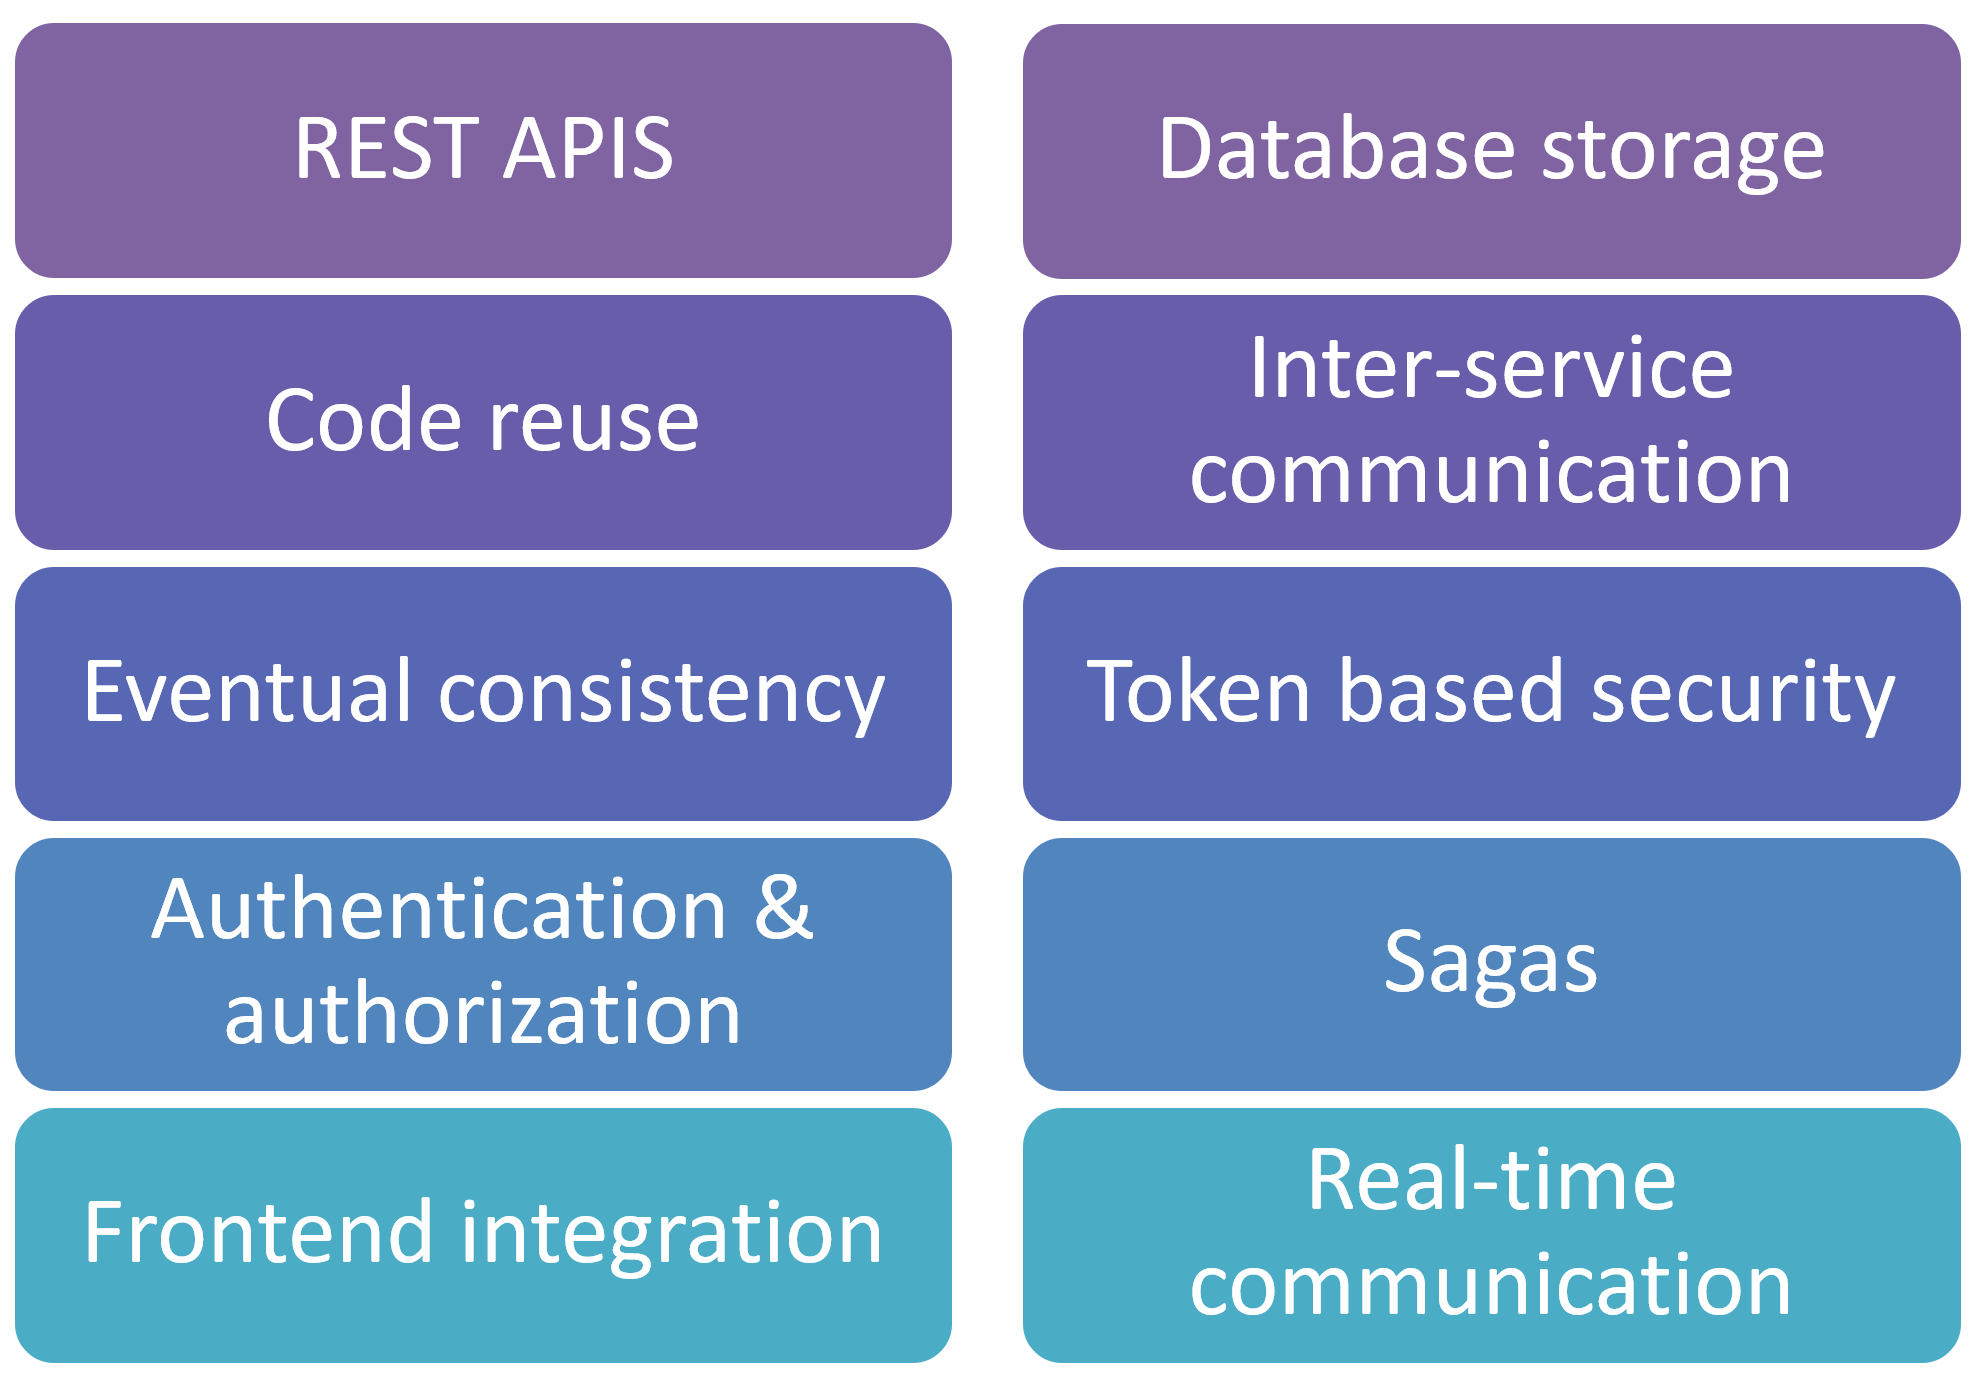 REST APIS
Database storage
Code reuse
Inter-service
communication
Eventual consistency
Token based security
Authentication &
authorization
Sagas
Frontend integration
Real-time
communication